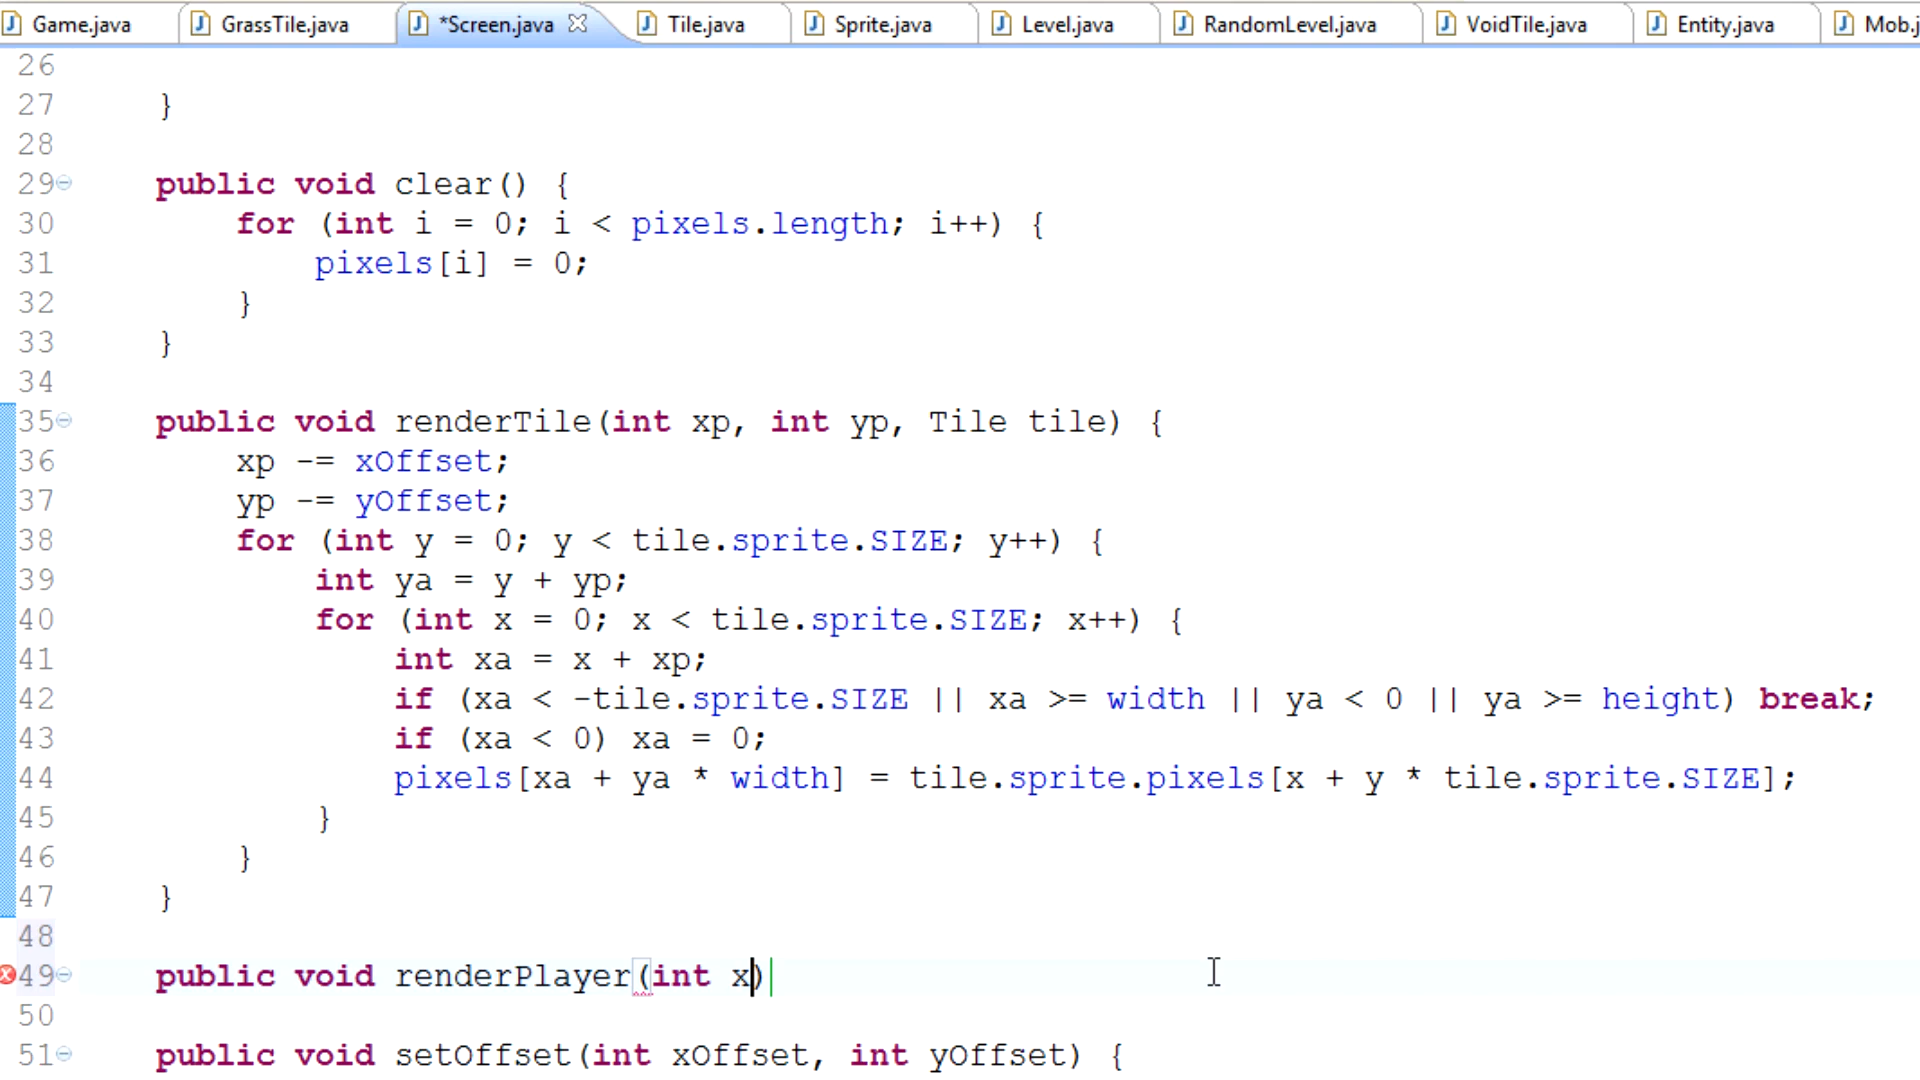 Game.java GrassTile.java *Screen.java Tile.java Sprite.java Level.java RandomLevel.java VoidTile.java Entity.java Mob.j
26
27 }
28
29 public void clear() {
30 for (int i = 0; i < pixels.length; i++) {
31 pixels[i] = 0;
32 }
33 }
34
35 public void renderTile(int xp, int yp, Tile tile) {
36 xp -= xOffset;
37 yp -= yOffset;
38 for (int y = 0; y < tile.sprite.SIZE; y++) {
39 int ya = y + yp;
40 for (int x = 0; x < tile.sprite.SIZE; x++) {
41 int xa = x + xp;
42 if (xa < -tile.sprite.SIZE || xa >= width || ya < 0 || ya >= height) break;
43 if (xa < 0) xa = 0;
44 pixels[xa + ya * width] = tile.sprite.pixels[x + y * tile.sprite.SIZE];
45 }
46 }
47 }
48
49 public void renderPlayer(int x)
50
51 public void setOffset(int xOffset, int yOffset) {